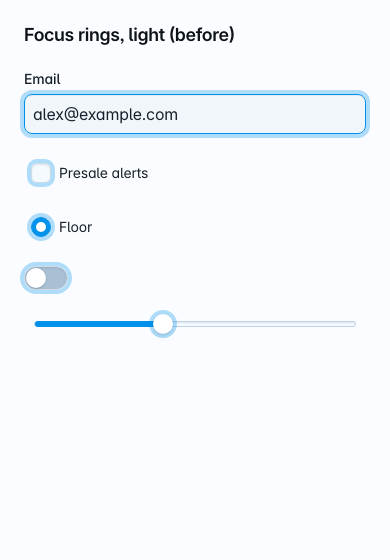 Focus rings, light (before)
Email
alex@example.com
Presale alerts
Floor